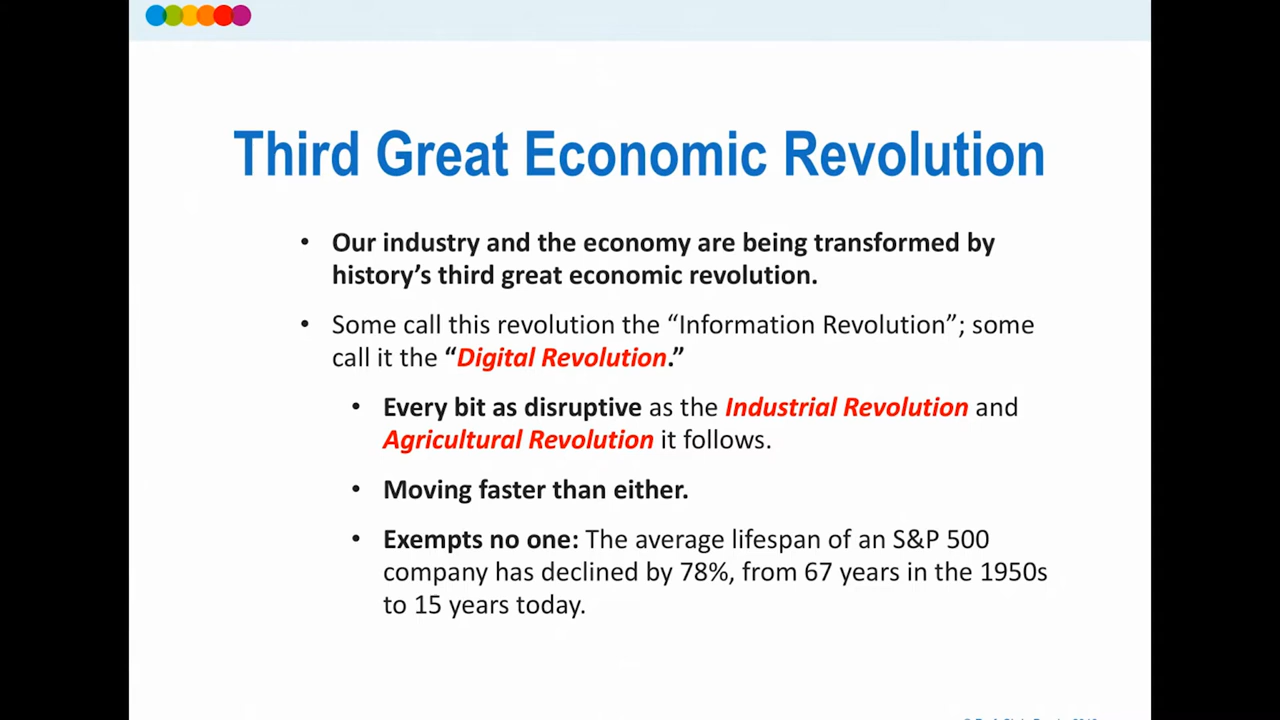 Third Great Economic Revolution
• Our industry and the economy are being transformed by
history’s third great economic revolution.
• Some call this revolution the “Information Revolution”; some
call it the “Digital Revolution.”
• Every bit as disruptive as the Industrial Revolution and
Agricultural Revolution it follows.
• Moving faster than either.
• Exempts no one: The average lifespan of an S&P 500
company has declined by 78%, from 67 years in the 1950s
to 15 years today.